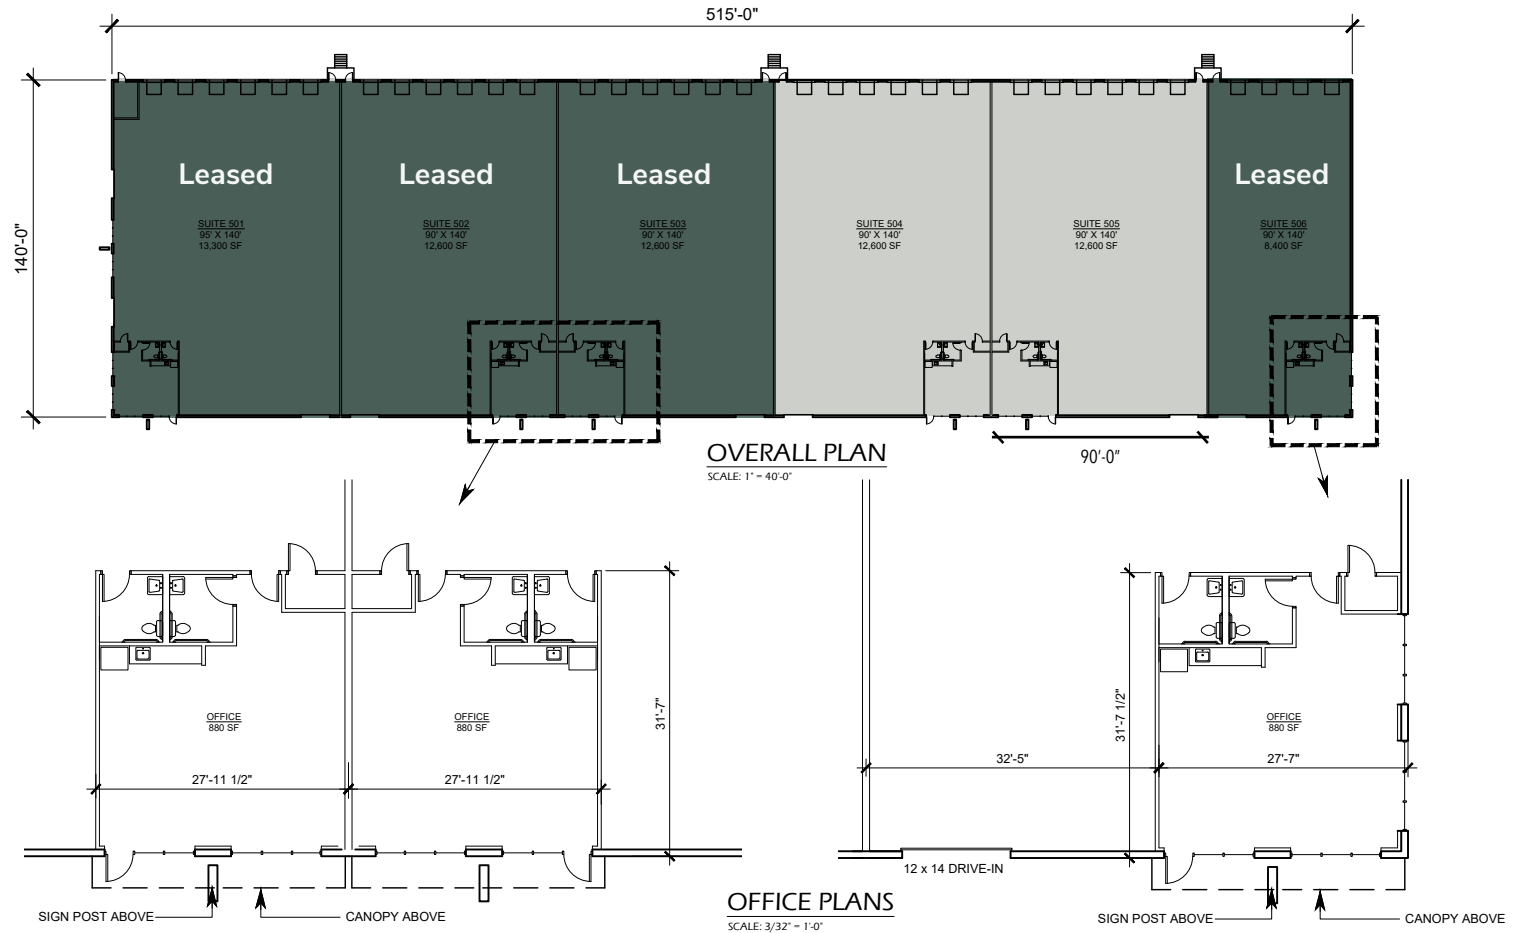 515'-0"
140'-0"
Leased
SUITE 501
95' X 140'
13,300 SF
Leased
SUITE 502
90' X 140'
12,600 SF
Leased
SUITE 503
90' X 140'
12,600 SF
SUITE 504
90' X 140'
12,600 SF
SUITE 505
90' X 140'
12,600 SF
Leased
SUITE 506
90' X 140'
8,400 SF
OVERALL PLAN
SCALE: 1" = 40'-0"
90'-0"
OFFICE
880 SF
OFFICE
880 SF
27'-11 1/2"
27'-11 1/2"
31'-7"
SIGN POST ABOVE
CANOPY ABOVE
31'-7 1/2"
OFFICE
880 SF
32'-5"
27'-7"
12 x 14 DRIVE-IN
OFFICE PLANS
SCALE: 3/32" = 1'-0"
SIGN POST ABOVE
CANOPY ABOVE